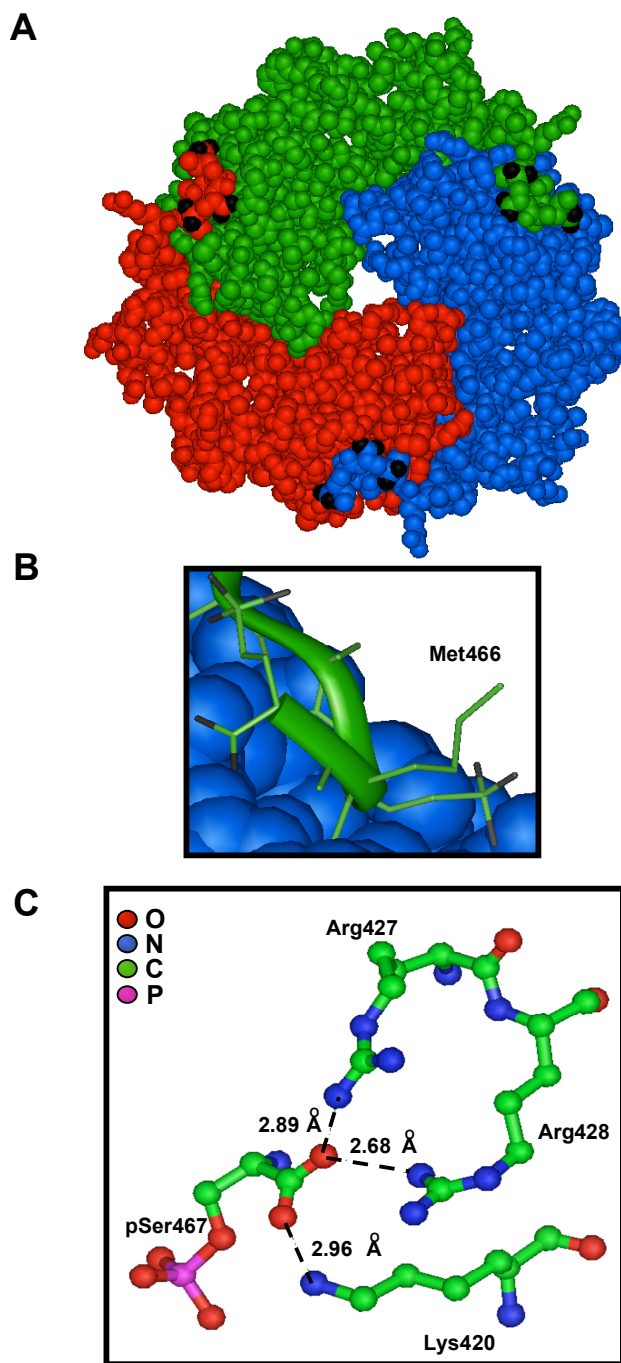 A
B
Met466
C
O
N
C
P
Arg427
2.89 Å
2.68 Å
Arg428
pSer467
2.96 Å
Lys420